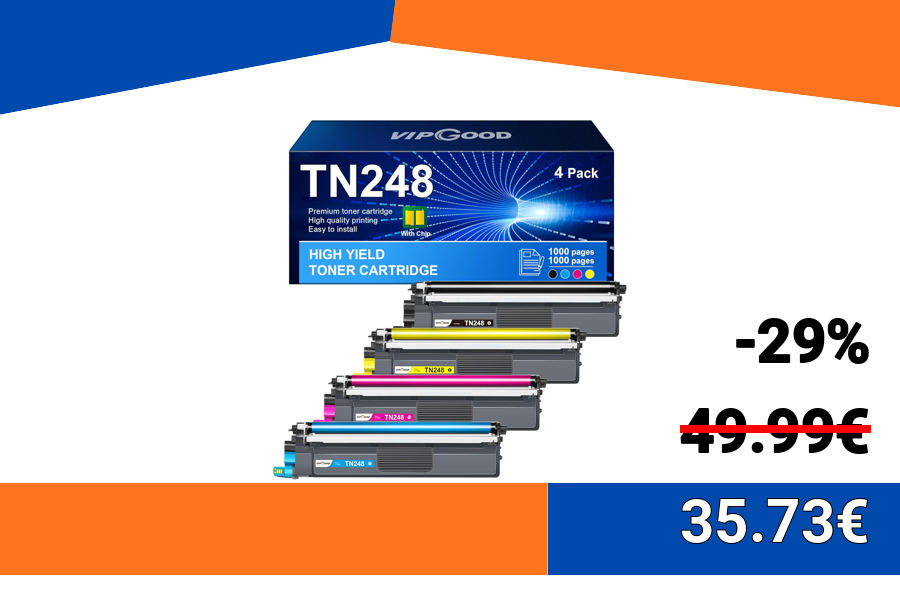 VIPGOOD
TN248
4 Pack
Premium toner cartridge
High quality printing
Easy to install
With Chip
HIGH YIELD
TONER CARTRIDGE
1000 pages
1000 pages
TN248
TN248
TN248
TN248
-29%
49.99€
35.73€